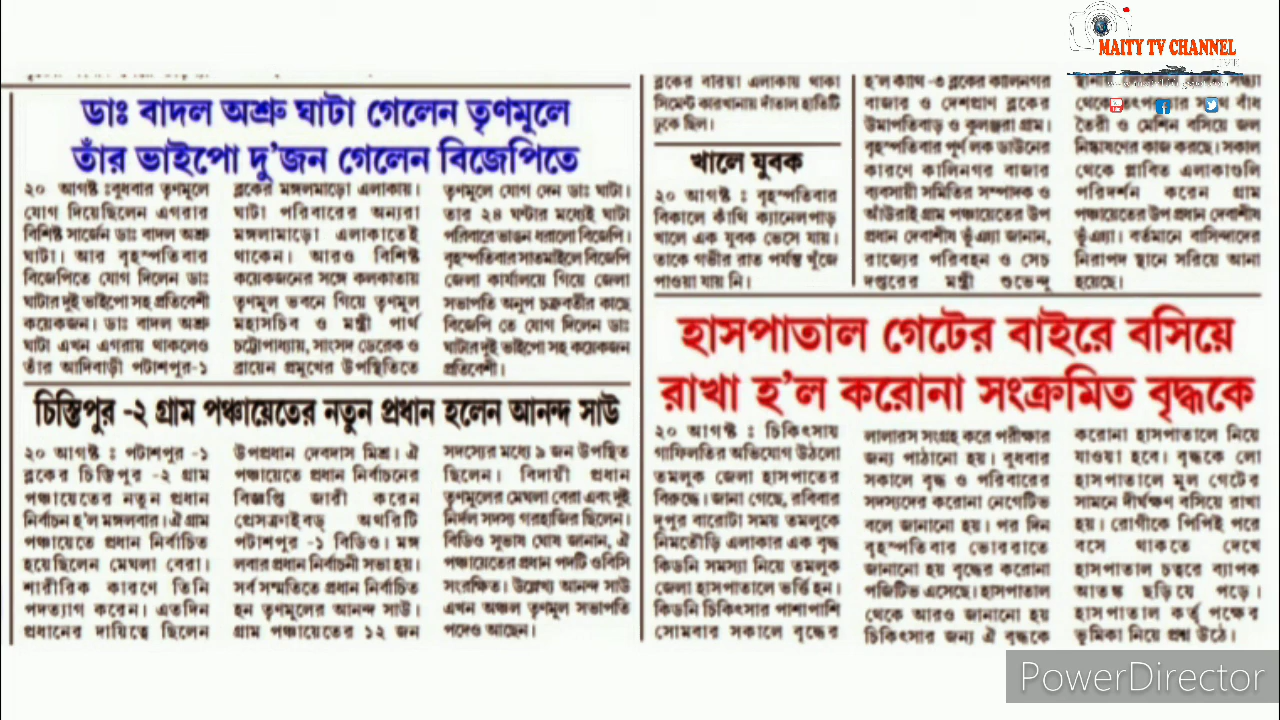 MAITY TV CHANNEL
ডাঃ বাদল অশ্রু ঘাটা গেলেন তৃণমূলে
তাঁর ভাইপো দু'জন গেলেন বিজেপিতে
২০ আগষ্ট :বুধবার তৃণমূলে
যোগ দিয়েছিলেন এগরার
বিশিষ্ট সার্জেন ডাঃ বাদল অশ্রু
ঘাটা। আর বৃহস্পতিবার
বিজেপিতে যোগ দিলেন ডাঃ
ঘাটার দুই ভাইপো সহ প্রতিবেশী
কয়েকজন। ডাঃ বাদল অশ্রু
ঘাটা এখন এগরায় থাকলেও
তাঁর আদিবাড়ী পটাশপুর-১
ব্লকের মঙ্গলমাড়ো এলাকায়।
ঘাটা পরিবারের অন্যরা
মঙ্গলামাড়ো এলাকাতেই
থাকেন। আরও বিশিষ্ট
কয়েকজনের সঙ্গে কলকাতায়
তৃণমূল ভবনে গিয়ে তৃণমূল
মহাসচিব ও মন্ত্রী পার্থ
চট্টোপাধ্যায়, সাংসদ ডেরেক ও
ব্রায়েন প্রমুখের উপস্থিতিতে
তৃণমূলে যোগ দেন ডাঃ ঘাটা।
তার ২৪ ঘন্টার মধ্যেই ঘাটা
পরিবারে ভাঙন ধরালো বিজেপি।
বৃহস্পতিবার সাতমাইলে বিজেপি
জেলা কার্যালয়ে গিয়ে জেলা
সভাপতি অনুপ চক্রবর্তীর কাছে
বিজেপি তে যোগ দিলেন ডাঃ
ঘাটার দুই ভাইপো সহ কয়েকজন
প্রতিবেশী।
চিস্তিপুর -২ গ্রাম পঞ্চায়েতের নতুন প্রধান হলেন আনন্দ সাউ
২০ আগষ্ট : পটাশপুর -১
ব্লকের চিস্তিপুর -২ গ্রাম
পঞ্চায়েতের নতুন প্রধান
নির্বাচন হ'ল মঙ্গলবার। ঐ গ্রাম
পঞ্চায়েতে প্রধান নির্বাচিত
হয়েছিলেন মেঘলা বেরা।
শারীরিক কারণে তিনি
পদত্যাগ করেন। এতদিন
প্রধানের দায়িত্বে ছিলেন
উপপ্রধান দেবদাস মিশ্র। ঐ
পঞ্চায়েতে প্রধান নির্বাচনের
বিজ্ঞপ্তি জারী করেন
প্রেসক্রাইবড্ অথরিটি
পটাশপুর -১ বিডিও। মঙ্গ
লবার প্রধান নির্বাচনী সভা হয়।
সর্ব সম্মতিতে প্রধান নির্বাচিত
হন তৃণমূলের আনন্দ সাউ।
গ্রাম পঞ্চায়েতের ১২ জন
সদস্যের মধ্যে ৯ জন উপস্থিত
ছিলেন। বিদায়ী প্রধান
তৃণমূলের মেঘলা বেরা এবং দুই
নির্দল সদস্য গরহাজির ছিলেন।
বিডিও সুভাষ ঘোষ জানান, ঐ
পঞ্চায়েতের প্রধান পদটি ওবিসি
সংরক্ষিত। উল্লেখ্য আনন্দ সাউ
এখন অঞ্চল তৃণমূল সভাপতি
পদেও আছেন।
ব্লকের বারিষা এলাকায় থাকা
সিমেন্ট কারখানায় দাঁতাল হাতিটি
ঢুকে ছিল।
খালে যুবক
২০ আগষ্ট : বৃহস্পতিবার
বিকালে কাঁথি ক্যানেলপাড়
খালে এক যুবক ভেসে যায়।
তাকে গভীর রাত পর্যন্ত খুঁজে
পাওয়া যায় নি।
হ'ল কাঁথি -৩ ব্লকের কালিনগর
বাজার ও দেশপ্রাণ ব্লকের
উমাপতিবাড় ও কুলঞ্জরা গ্রাম।
বৃহস্পতিবার পূর্ণ লক ডাউনের
কারণে কালিনগর বাজার
ব্যবসায়ী সমিতির সম্পাদক ও
আঁউরাই গ্রাম পঞ্চায়েতের উপ
প্রধান দেবাশীষ ভুঁঞ্যা জানান,
রাজ্যের পরিবহন ও সেচ
দপ্তরের মন্ত্রী শুভেন্দু
তৈরী ও মেশিন বসিয়ে জল
নিষ্কাষণের কাজ করছে। সকাল
থেকে প্লাবিত এলাকাগুলি
পরিদর্শন করেন গ্রাম
পঞ্চায়েতের উপ প্রধান দেবাশীষ
ভুঁঞ্যা। বর্তমানে বাসিন্দাদের
নিরাপদ স্থানে সরিয়ে আনা
হয়েছে।
হাসপাতাল গেটের বাইরে বসিয়ে
রাখা হ'ল করোনা সংক্রমিত বৃদ্ধকে
২০ আগষ্ট : চিকিৎসায়
গাফিলতির অভিযোগ উঠলো
তমলুক জেলা হাসপাতের
বিরুদ্ধে। জানা গেছে, রবিবার
দুপুর বারোটা সময় তমলুকে
নিমতৌড়ি এলাকার এক বৃদ্ধ
কিডনি সমস্যা নিয়ে তমলুক
জেলা হাসপাতালে ভর্ত্তি হন।
কিডনি চিকিৎসার পাশাপাশি
সোমবার সকালে বৃদ্ধের
লালারস সংগ্রহ করে পরীক্ষার
জন্য পাঠানো হয়। বুধবার
সকালে বৃদ্ধ ও পরিবারের
সদস্যদের করোনা নেগেটিভ
বলে জানানো হয়। পর দিন
বৃহস্পতিবার ভোররাতে
জানানো হয় বৃদ্ধের করোনা
পজিটিভ এসেছে। হাসপাতাল
থেকে আরও জানানো হয়
চিকিৎসার জন্য ঐ বৃদ্ধকে
করোনা হাসপাতালে নিয়ে
যাওয়া হবে। বৃদ্ধকে লো
হাসপাতালে মূল গেটের
সামনে দীর্ঘক্ষণ বসিয়ে রাখা
হয়। রোগীকে পিপিই পরে
বসে থাকতে দেখে
হাসপাতাল চত্বরে ব্যাপক
আতঙ্ক ছড়িয়ে পড়ে।
হাসপাতাল কর্তৃ পক্ষের
ভূমিকা নিয়ে প্রশ্ন উঠে।
PowerDirector